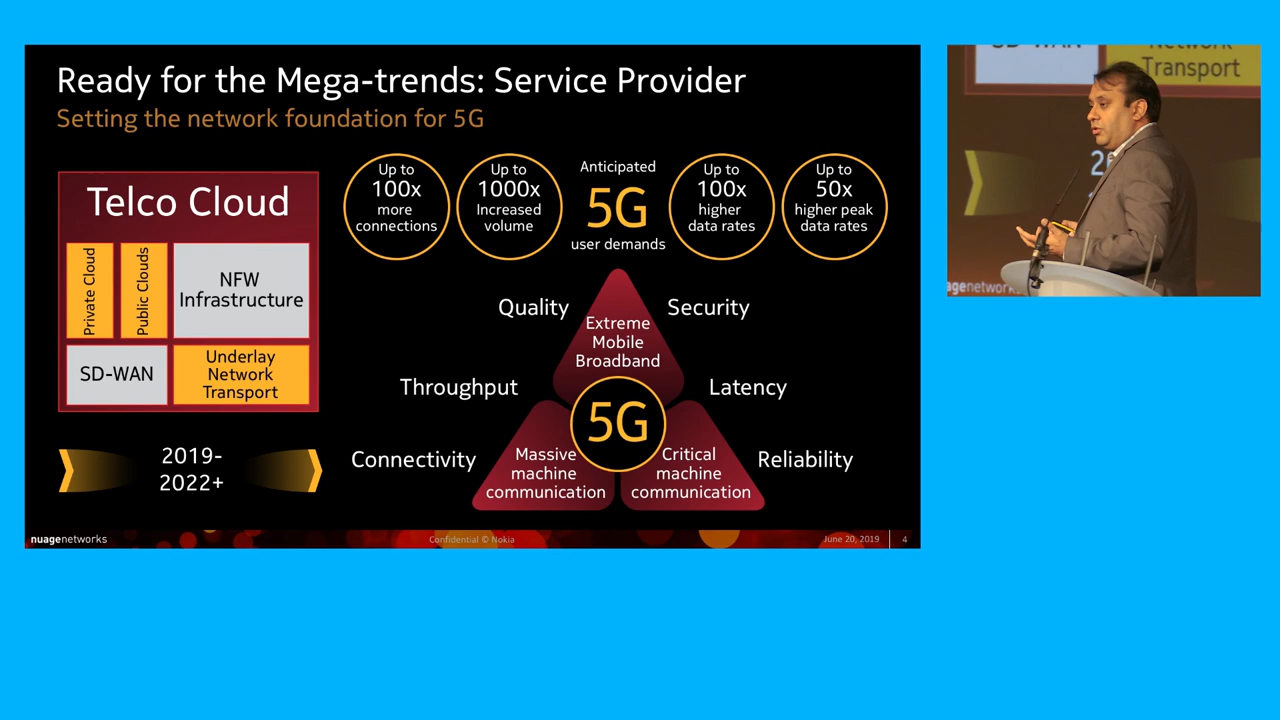 Ready for the Mega-trends: Service Provider
Setting the network foundation for 5G
Telco Cloud
Private Cloud
Public Clouds
NFW
Infrastructure
SD-WAN
Underlay
Network
Transport
2019-
2022+
Up to
100x
more
connections
Up to
1000x
Increased
volume
Anticipated
5G
user demands
Up to
100x
higher
data rates
Up to
50x
higher peak
data rates
Quality
Security
Extreme
Mobile
Broadband
Throughput
Latency
5G
Connectivity
Massive
machine
communication
Critical
machine
communication
Reliability
nuagenetworks
Confidential © Nokia
June 20, 2019
4
SD-WAN
Network
Transport
agenetworks